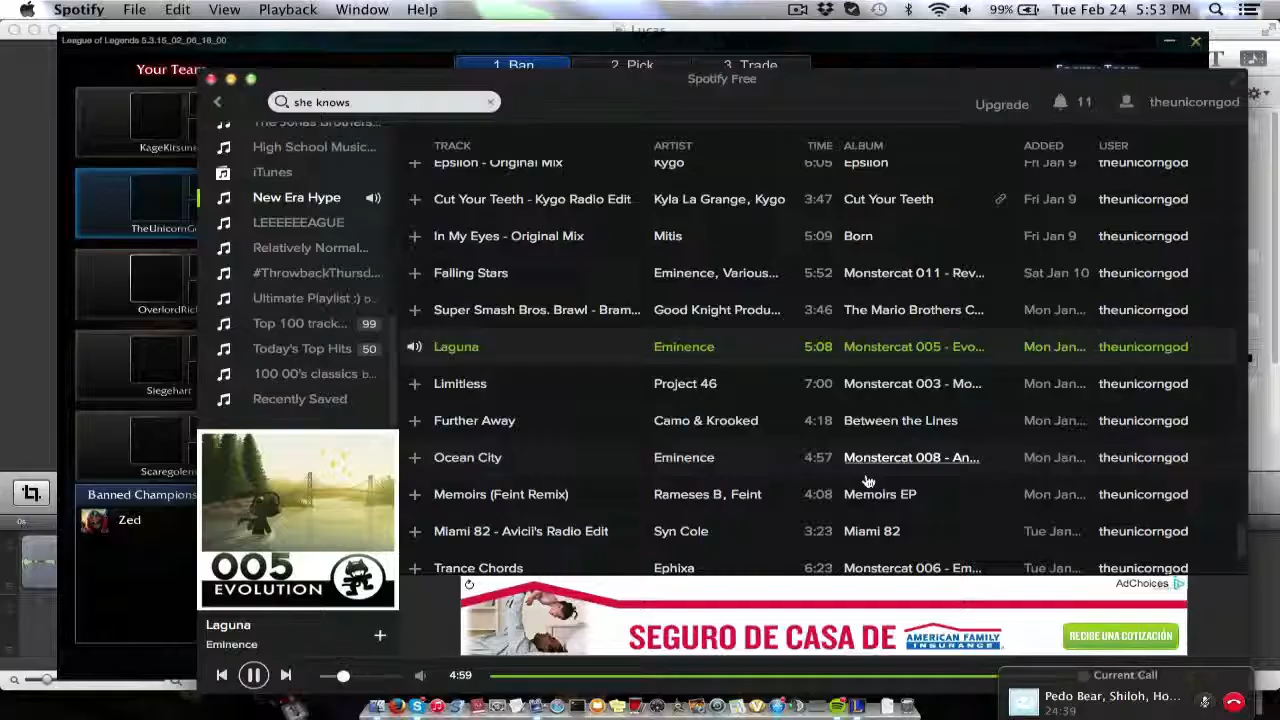 Spotify File Edit View Playback Window Help 99% Tue Feb 24 5:53 PM
Lucas
League of Legends 5.3.15_02_06_16_00
Your Team 1. Ban 2. Pick 3. Trade
Spotify Free
she knows Upgrade 11 theunicorngod
The Jonas Brothers...
High School Music...
iTunes
New Era Hype
LEEEEEEAGUE
Relatively Normal...
#ThrowbackThursd...
Ultimate Playlist ;) b...
Top 100 track... 99
Today's Top Hits 50
100 00's classics b...
Recently Saved
TRACK ARTIST TIME ALBUM ADDED USER
Epsilon - Original Mix Kygo 6:05 Epsilon Fri Jan 9 theunicorngod
Cut Your Teeth - Kygo Radio Edit Kyla La Grange, Kygo 3:47 Cut Your Teeth Fri Jan 9 theunicorngod
In My Eyes - Original Mix Mitis 5:09 Born Fri Jan 9 theunicorngod
Falling Stars Eminence, Various... 5:52 Monstercat 011 - Rev... Sat Jan 10 theunicorngod
Super Smash Bros. Brawl - Bram... Good Knight Produ... 3:46 The Mario Brothers C... Mon Jan... theunicorngod
Laguna Eminence 5:08 Monstercat 005 - Evo... Mon Jan... theunicorngod
Limitless Project 46 7:00 Monstercat 003 - Mo... Mon Jan... theunicorngod
Further Away Camo & Krooked 4:18 Between the Lines Mon Jan... theunicorngod
Ocean City Eminence 4:57 Monstercat 008 - An... Mon Jan... theunicorngod
Memoirs (Feint Remix) Rameses B, Feint 4:08 Memoirs EP Mon Jan... theunicorngod
Miami 82 - Avicii's Radio Edit Syn Cole 3:23 Miami 82 Tue Jan... theunicorngod
Trance Chords Ephixa 6:23 Monstercat 006 - Em... Tue Jan... theunicorngod
KageKitsun
TheUnicornGo
OverlordRic
Siegehart
Scaregolem
Banned Champions
Zed
0s
005
EVOLUTION
Laguna
Eminence
AdChoices
SEGURO DE CASA DE AMERICAN FAMILY INSURANCE RECIBE UNA COTIZACIÓN
4:59
Current Call
Pedo Bear, Shiloh, Ho...
24:39